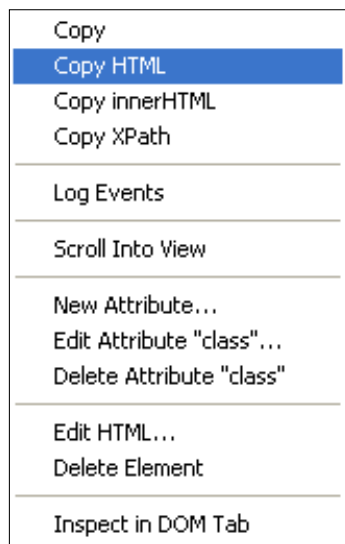 Copy
Copy HTML
Copy innerHTML
Copy XPath
Log Events
Scroll Into View
New Attribute...
Edit Attribute "class"...
Delete Attribute "class"
Edit HTML...
Delete Element
Inspect in DOM Tab